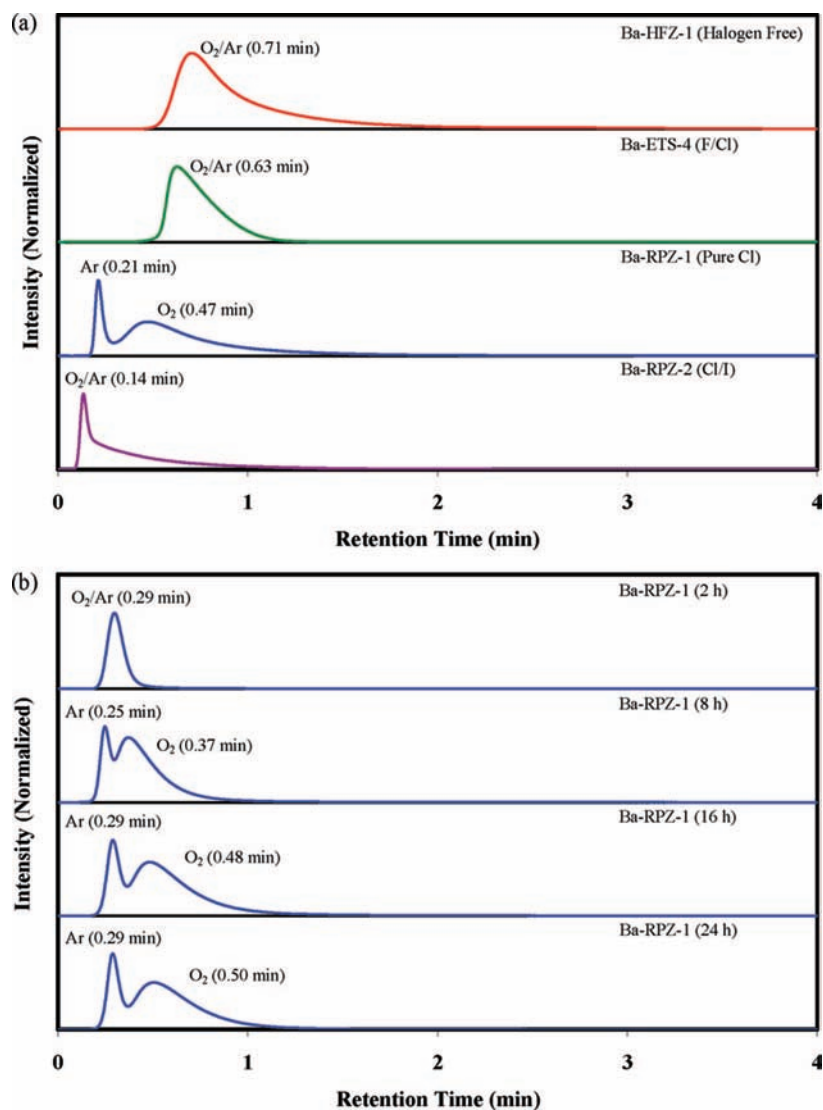 (a)
Ba-HFZ-1 (Halogen Free)
O₂/Ar (0.71 min)
Ba-ETS-4 (F/Cl)
O₂/Ar (0.63 min)
Ba-RPZ-1 (Pure Cl)
Ar (0.21 min)
O₂ (0.47 min)
Ba-RPZ-2 (Cl/I)
O₂/Ar (0.14 min)
Intensity (Normalized)
0 1 2 3 4
Retention Time (min)
(b)
Ba-RPZ-1 (2 h)
O₂/Ar (0.29 min)
Ba-RPZ-1 (8 h)
Ar (0.25 min)
O₂ (0.37 min)
Ba-RPZ-1 (16 h)
Ar (0.29 min)
O₂ (0.48 min)
Ba-RPZ-1 (24 h)
Ar (0.29 min)
O₂ (0.50 min)
Intensity (Normalized)
0 1 2 3 4
Retention Time (min)